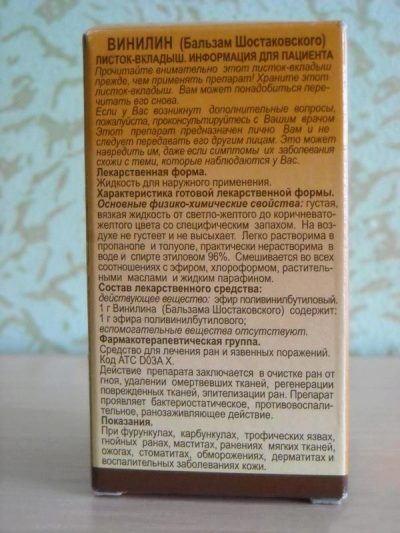 ВИНИЛИН (Бальзам Шостаковского)
ЛИСТОК-ВКЛАДЫШ. ИНФОРМАЦИЯ ДЛЯ ПАЦИЕНТА
Прочитайте внимательно этот листок-вкладыш
прежде, чем применять препарат! Храните этот
листок-вкладыш. Вам может понадобиться пере-
читать его снова.
Если у Вас возникнут дополнительные вопросы,
пожалуйста, проконсультируйтесь с Вашим врачом
Этот препарат предназначен лично Вам и не
следует передавать его другим лицам. Это может
навредить им, даже если симптомы их заболевания
схожи с теми, которые наблюдаются у Вас.
Лекарственная форма.
Жидкость для наружного применения.
Характеристика готовой лекарственной формы.
Основные физико-химические свойства: густая,
вязкая жидкость от светло-желтого до коричневато-
желтого цвета со специфическим запахом. На воз-
духе не густеет и не высыхает. Легко растворима в
пропаноле и толуоле, практически нерастворима в
воде и спирте этиловом 96%. Смешивается во всех
соотношениях с эфиром, хлороформом, раститель-
ными маслами и жидким парафином.
Состав лекарственного средства:
действующее вещество: эфир поливинилбутиловый.
1 г Винилина (Бальзама Шостаковского) содержит:
1 г эфира поливинилбутилового;
вспомогательные вещества отсутствуют.
Фармакотерапевтическая группа.
Средство для лечения ран и язвенных поражений.
Код АТС D03A X.
Действие препарата заключается в очистке ран от
гноя, удалении омертвевших тканей, регенерации
поврежденных тканей, эпителизации ран. Препарат
проявляет бактериостатическое, противовоспали-
тельное, ранозаживляющее действие.
Показания.
При фурункулах, карбункулах, трофических язвах,
гнойных ранах, маститах, ранениях мягких тканей,
ожогах, стоматитах, обморожениях, дерматитах и
воспалительных заболеваниях кожи.